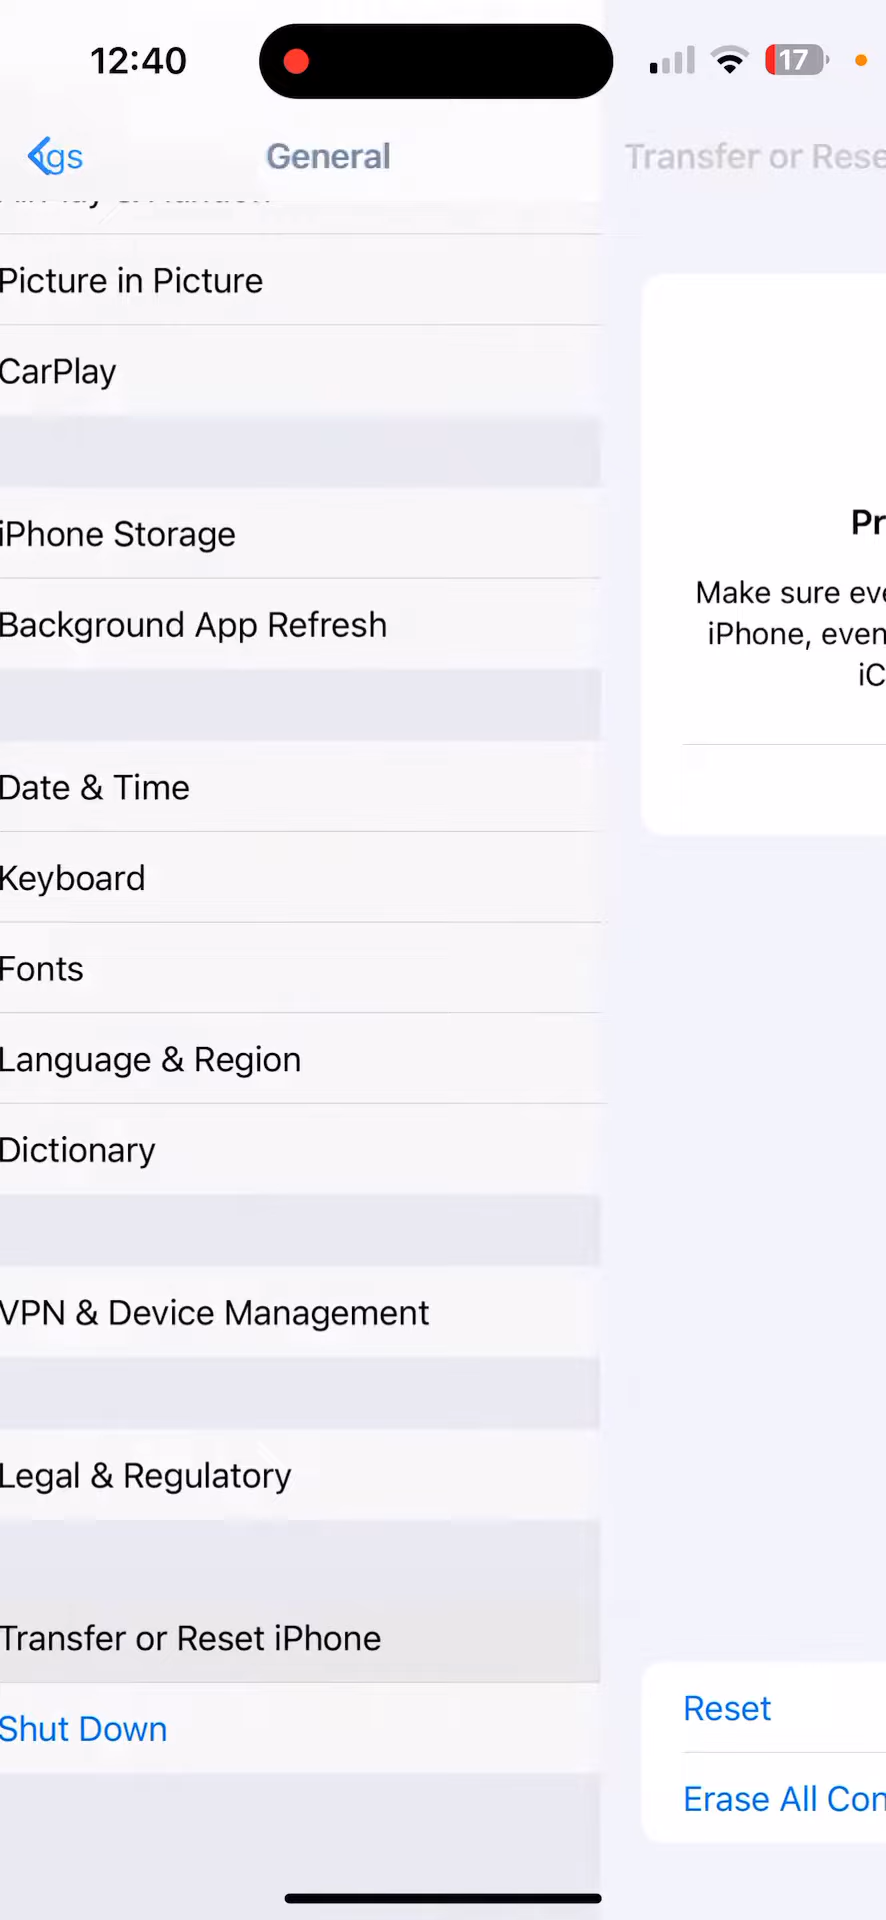 12:40
17
gs
General
Transfer or Rese
Picture in Picture
CarPlay
iPhone Storage
Background App Refresh
Date & Time
Keyboard
Fonts
Language & Region
Dictionary
VPN & Device Management
Legal & Regulatory
Transfer or Reset iPhone
Shut Down
Pr
Make sure eve
iPhone, even
iC
Reset
Erase All Con